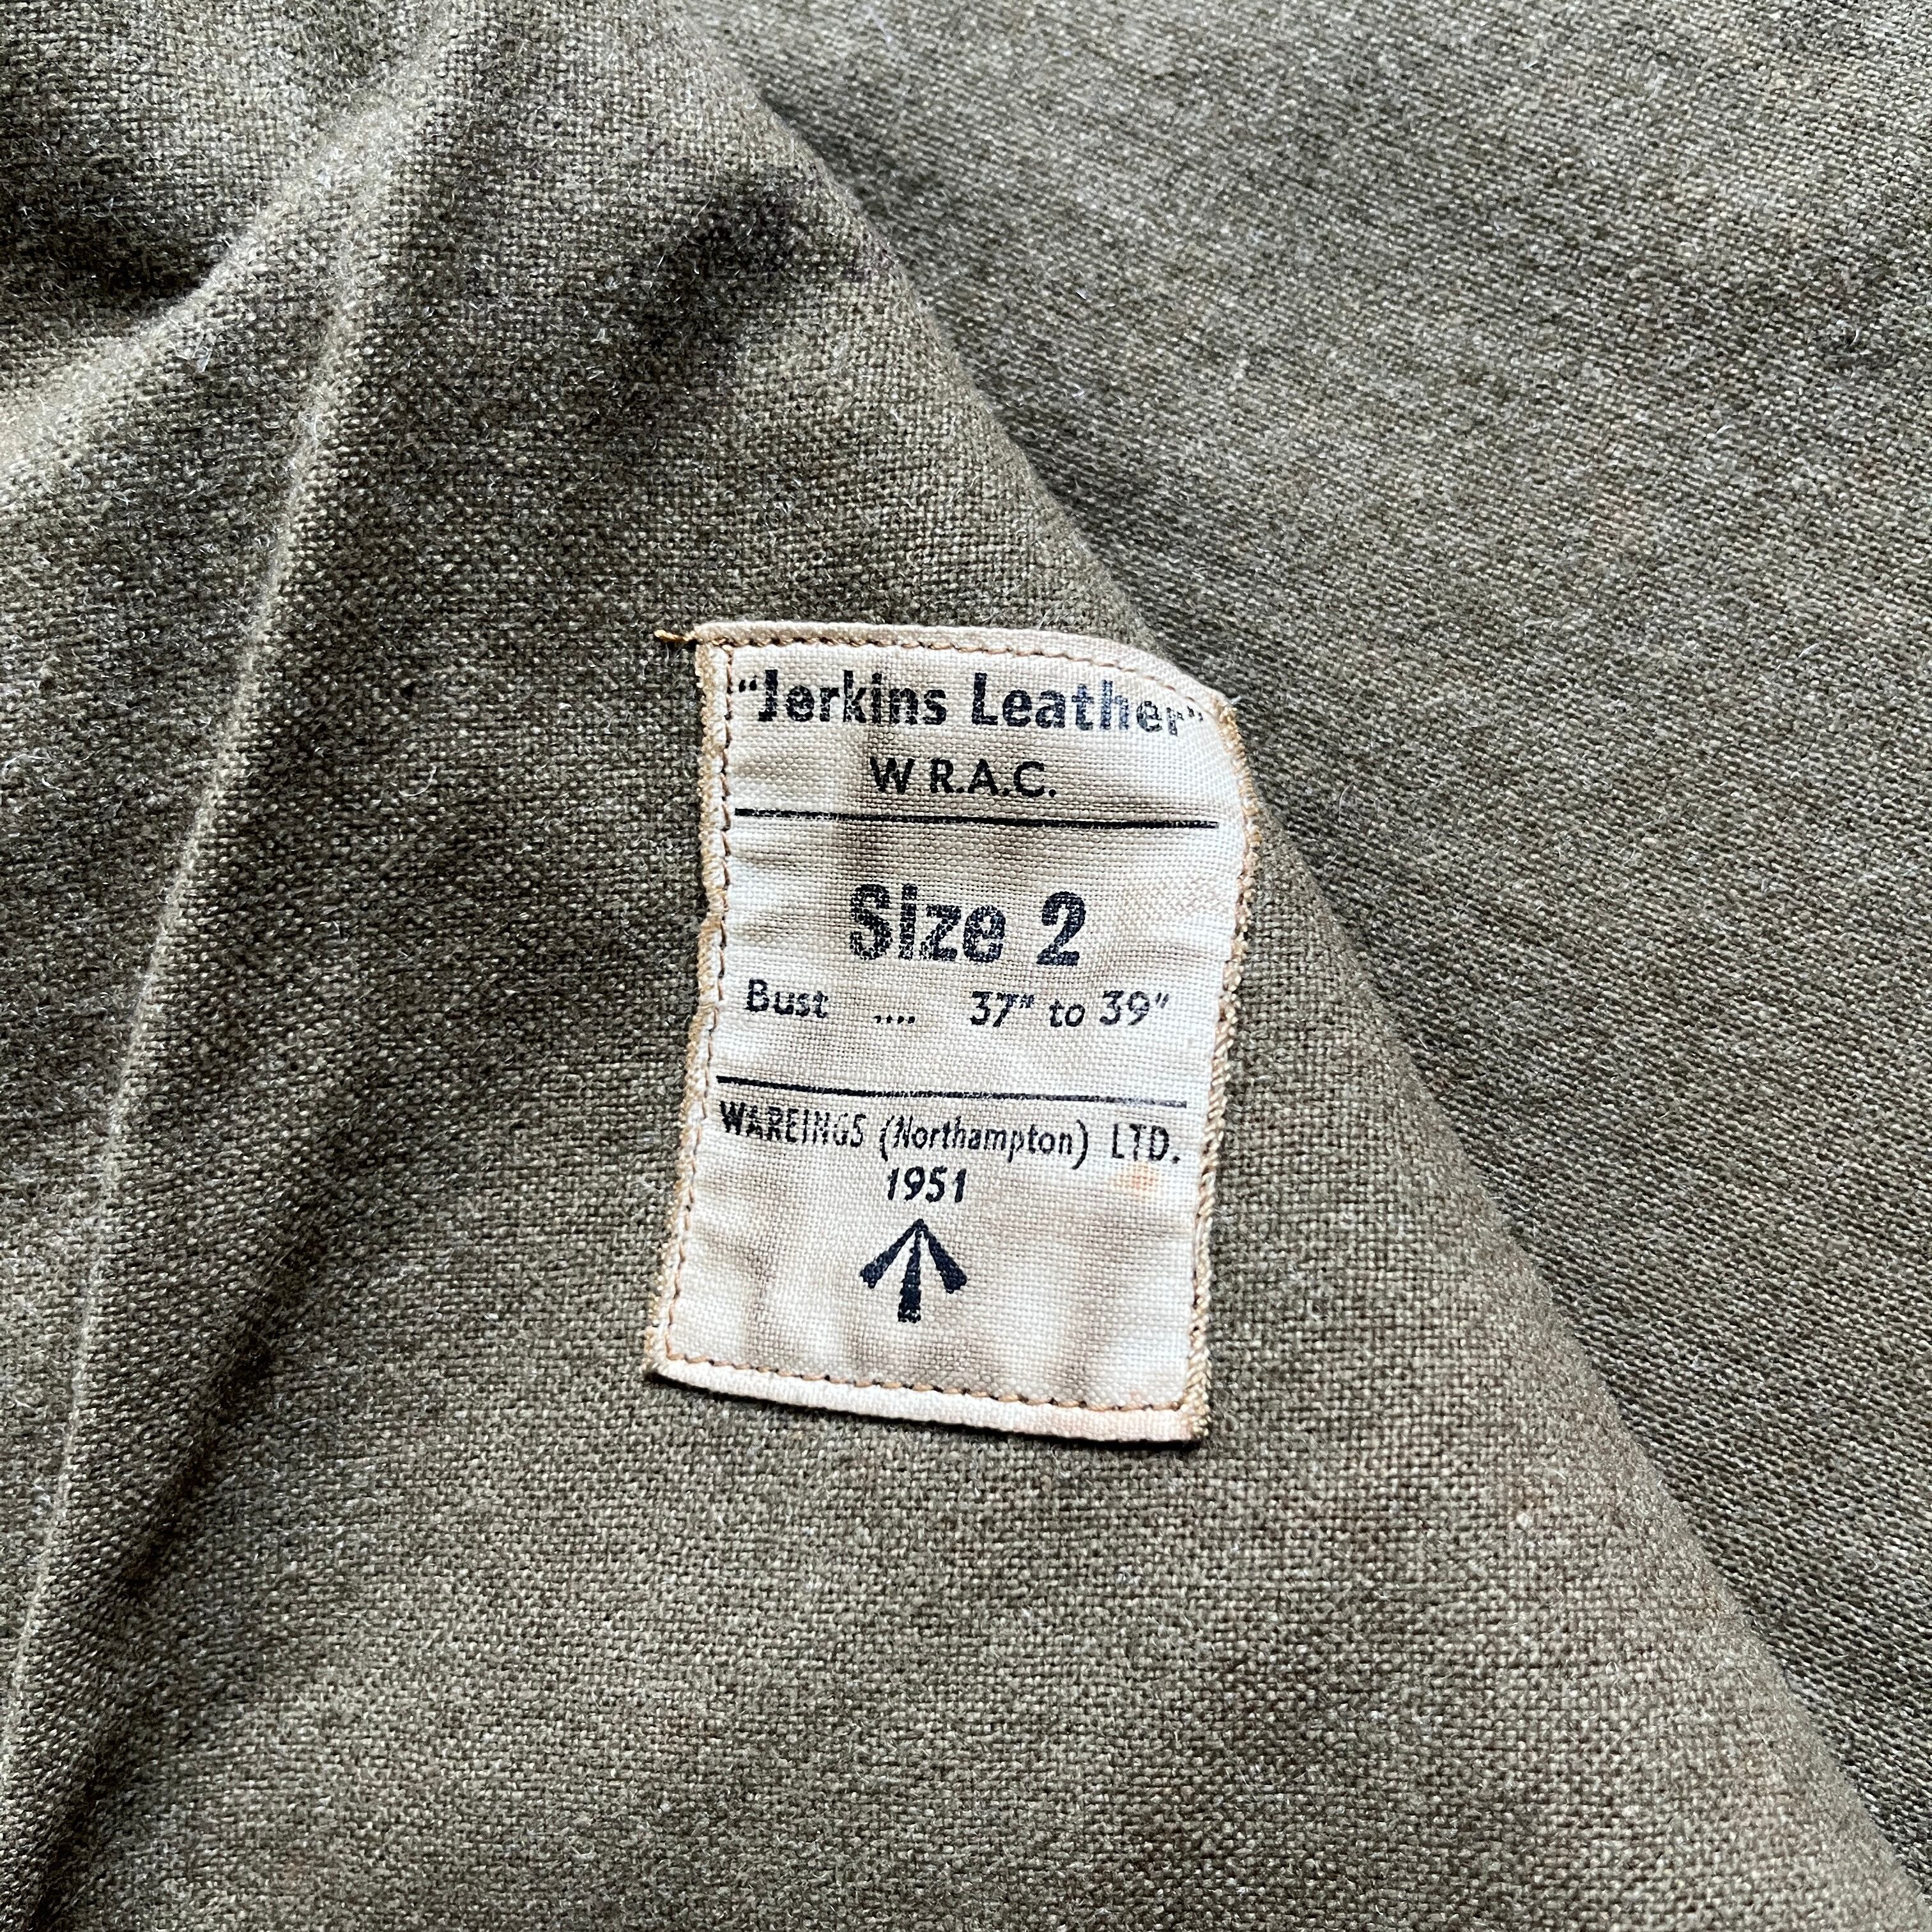 "Jerkins Leather"
W R.A.C.
Size 2
Bust .... 37" to 39"
WAREINGS (Northampton) LTD.
1951